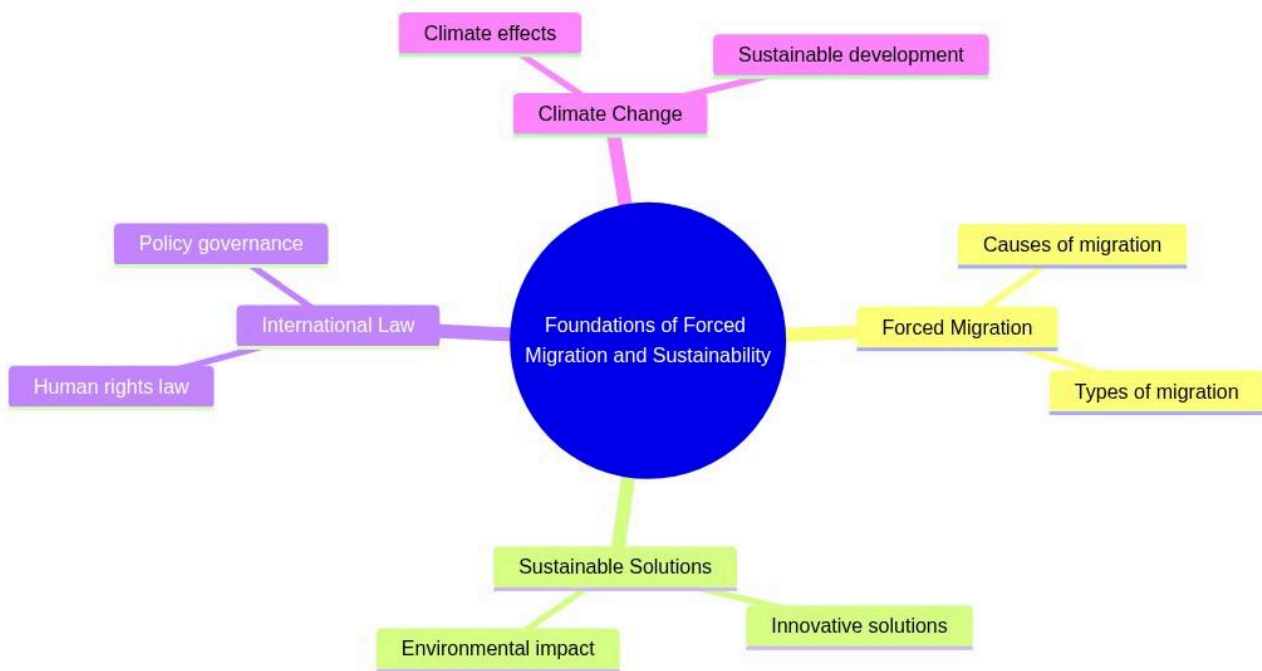 Climate effects
Sustainable development
Climate Change
Policy governance
Causes of migration
International Law
Foundations of Forced
Migration and Sustainability
Forced Migration
Human rights law
Types of migration
Sustainable Solutions
Innovative solutions
Environmental impact